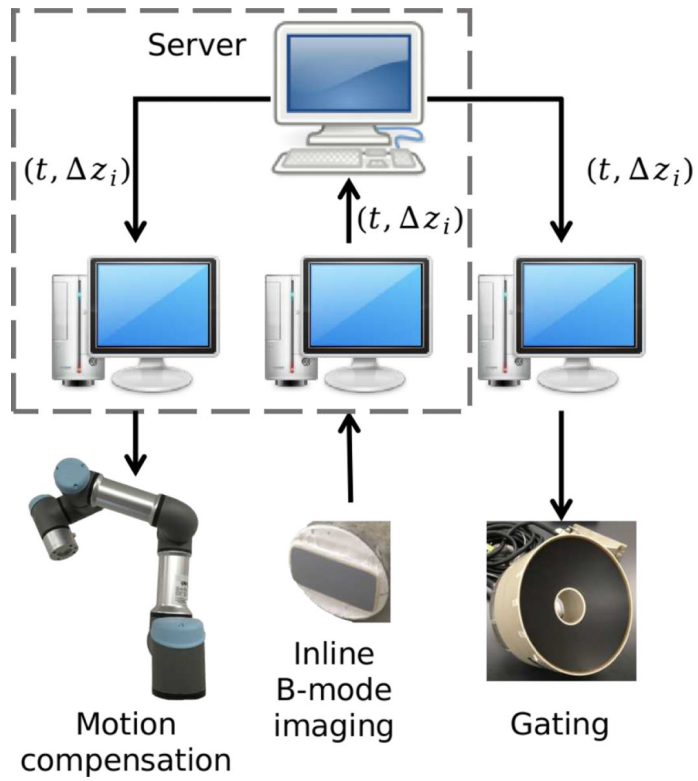 Server
(t, Δz_i)
(t, Δz_i)
(t, Δz_i)
Motion
compensation
Inline
B-mode
imaging
Gating